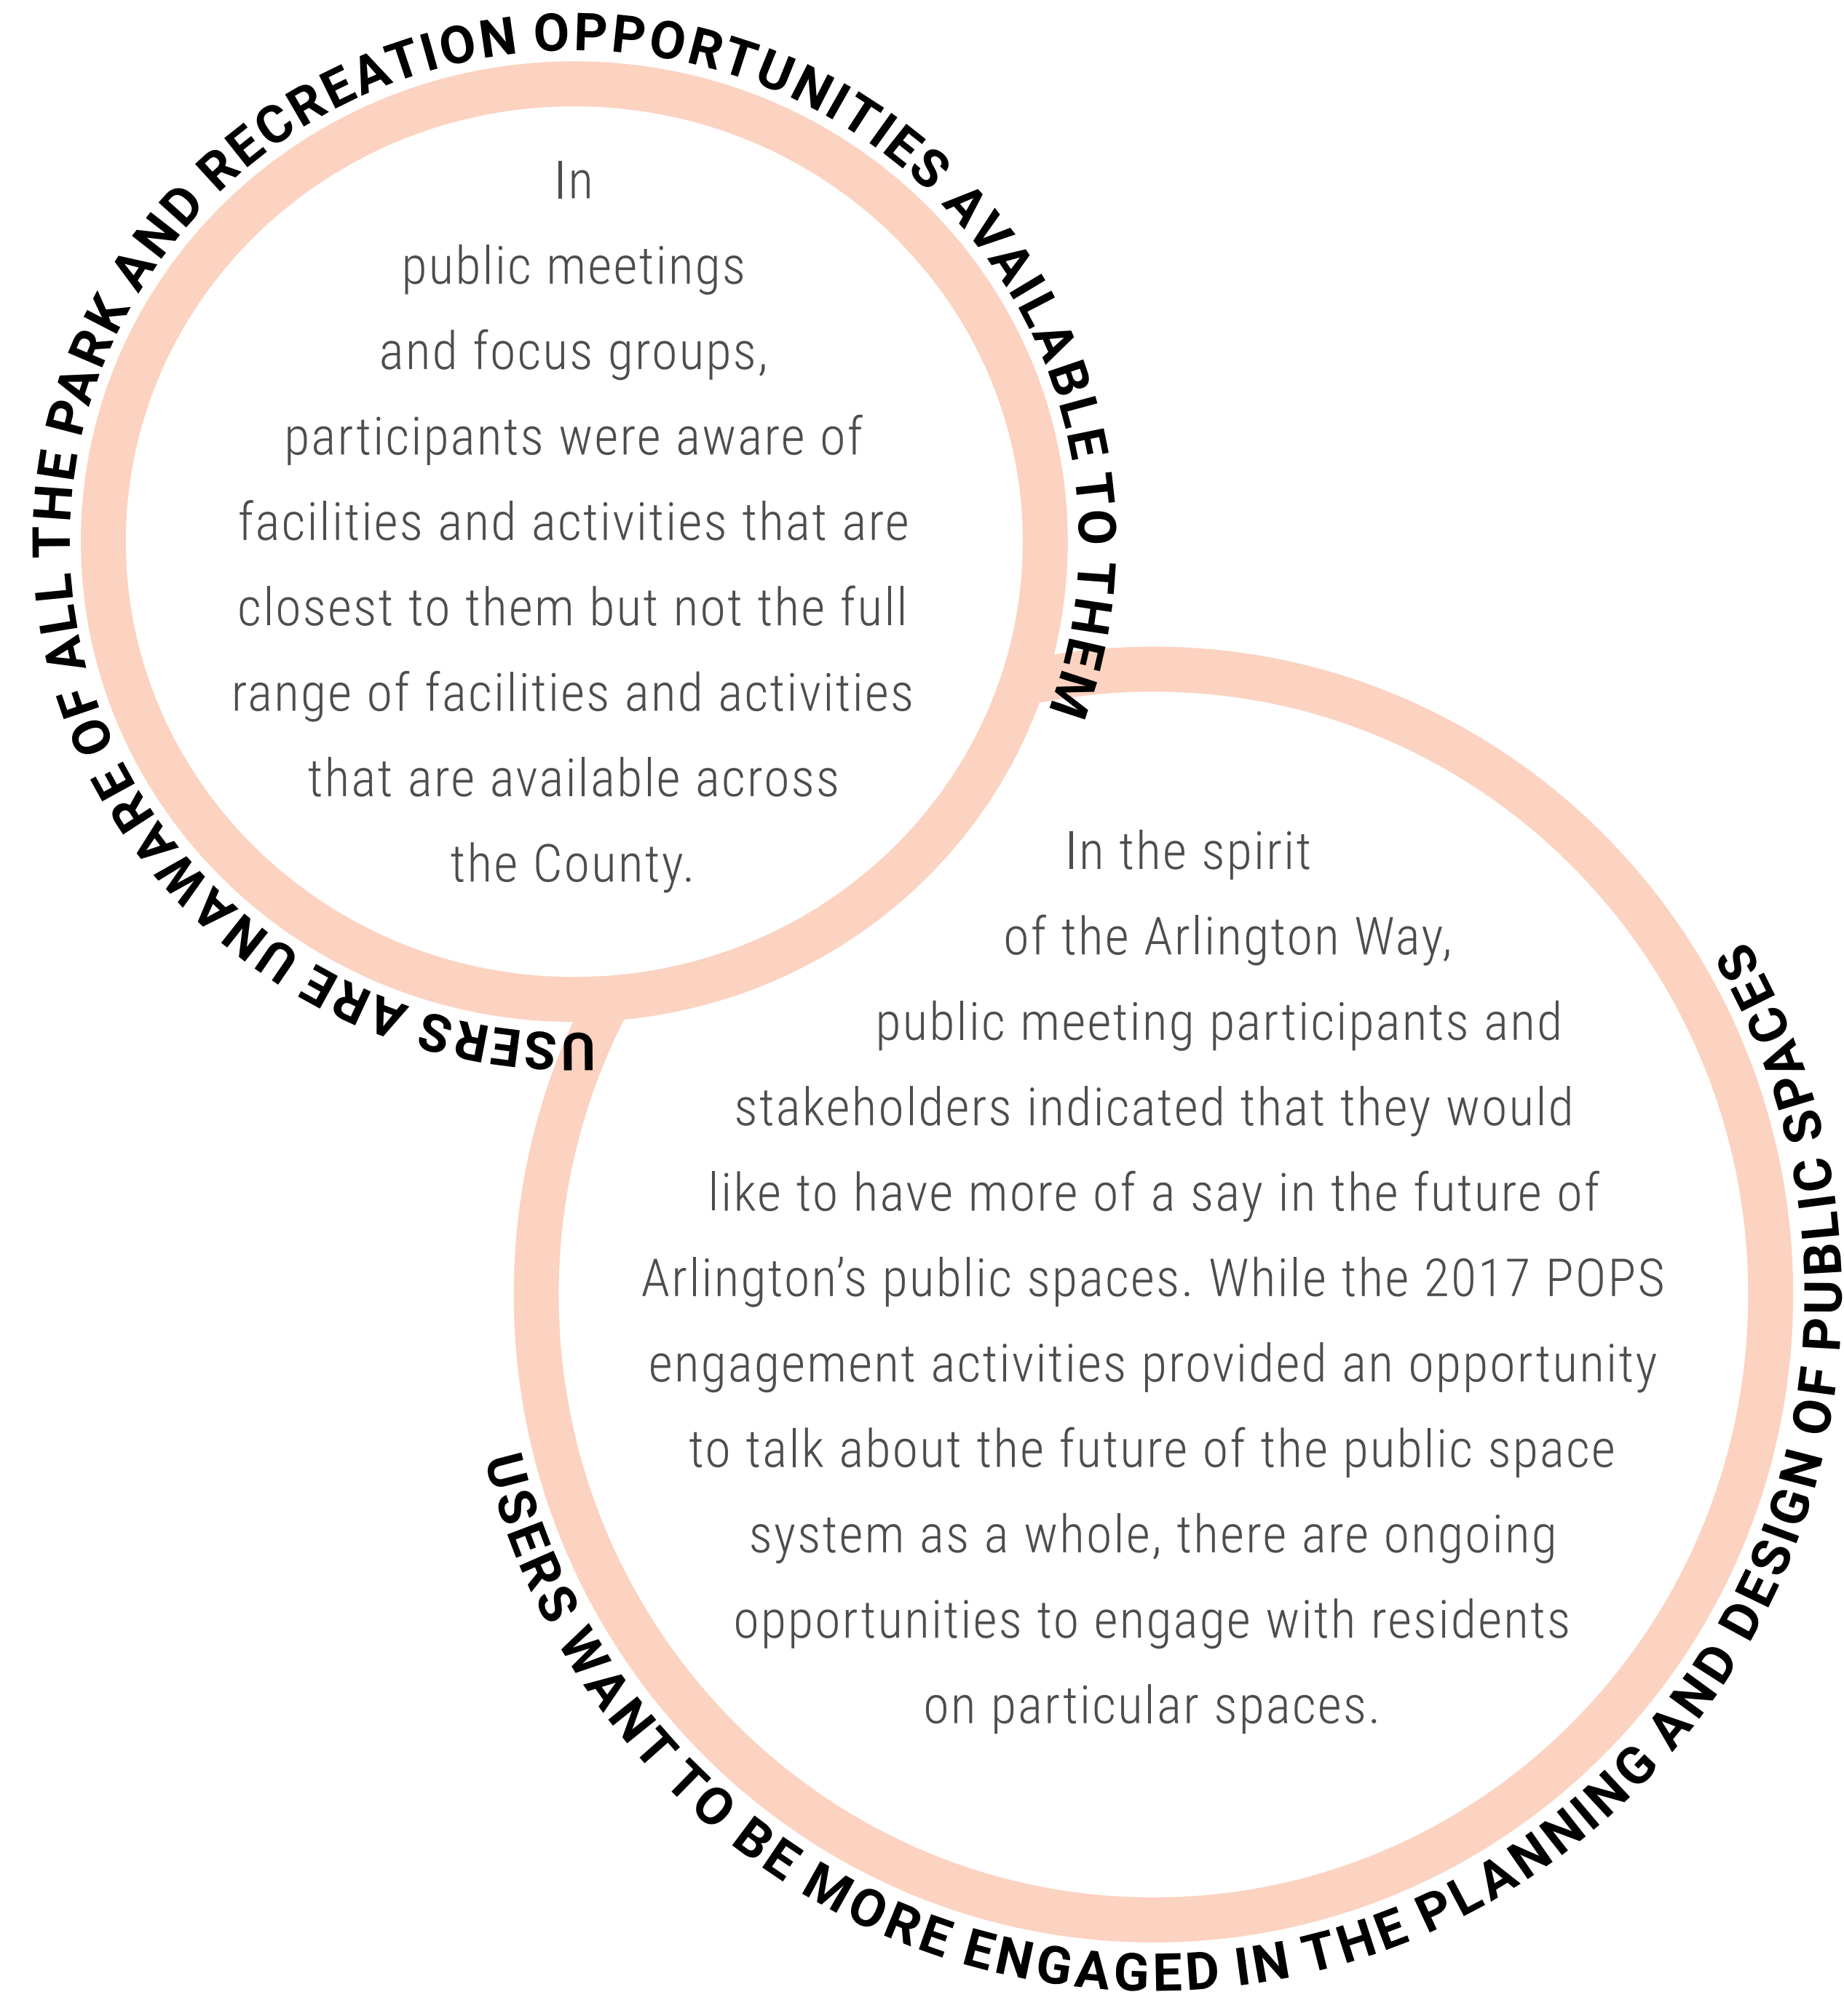 USERS ARE UNAWARE OF ALL THE PARK AND RECREATION OPPORTUNITIES AVAILABLE TO THEM
In
public meetings
and focus groups,
participants were aware of
facilities and activities that are
closest to them but not the full
range of facilities and activities
that are available across
the County.
USERS WANT TO BE MORE ENGAGED IN THE PLANNING AND DESIGN OF PUBLIC SPACES
In the spirit
of the Arlington Way,
public meeting participants and
stakeholders indicated that they would
like to have more of a say in the future of
Arlington’s public spaces. While the 2017 POPS
engagement activities provided an opportunity
to talk about the future of the public space
system as a whole, there are ongoing
opportunities to engage with residents
on particular spaces.